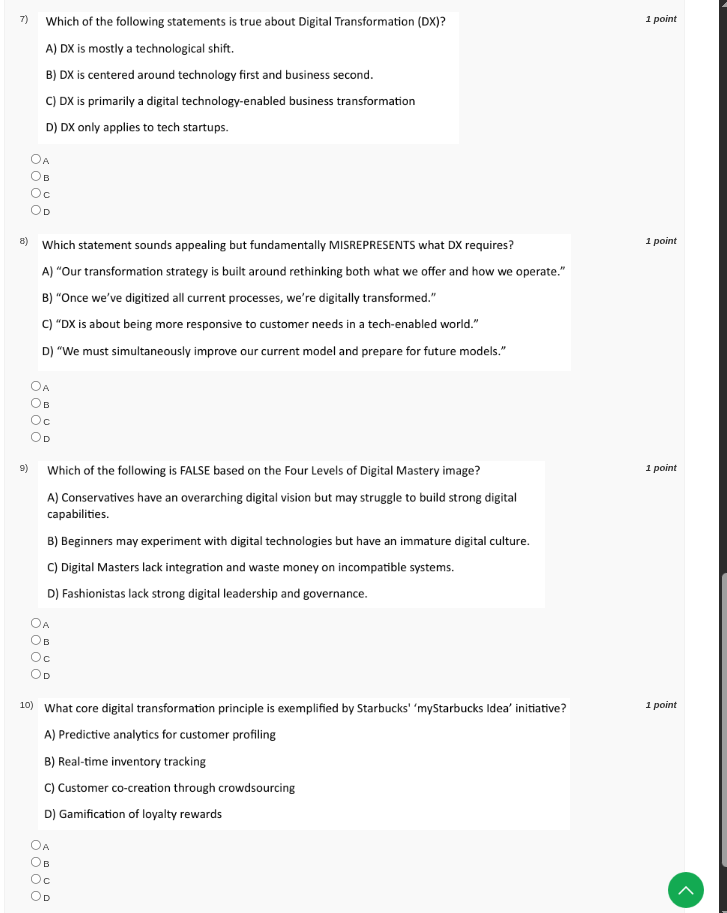 7) Which of the following statements is true about Digital Transformation (DX)? 1 point
A) DX is mostly a technological shift.
B) DX is centered around technology first and business second.
C) DX is primarily a digital technology-enabled business transformation
D) DX only applies to tech startups.
A
B
C
D
8) Which statement sounds appealing but fundamentally MISREPRESENTS what DX requires? 1 point
A) “Our transformation strategy is built around rethinking both what we offer and how we operate.”
B) “Once we’ve digitized all current processes, we’re digitally transformed.”
C) “DX is about being more responsive to customer needs in a tech-enabled world.”
D) “We must simultaneously improve our current model and prepare for future models.”
A
B
C
D
9) Which of the following is FALSE based on the Four Levels of Digital Mastery image? 1 point
A) Conservatives have an overarching digital vision but may struggle to build strong digital
capabilities.
B) Beginners may experiment with digital technologies but have an immature digital culture.
C) Digital Masters lack integration and waste money on incompatible systems.
D) Fashionistas lack strong digital leadership and governance.
A
B
C
D
10) What core digital transformation principle is exemplified by Starbucks' ‘myStarbucks Idea’ initiative? 1 point
A) Predictive analytics for customer profiling
B) Real-time inventory tracking
C) Customer co-creation through crowdsourcing
D) Gamification of loyalty rewards
A
B
C
D